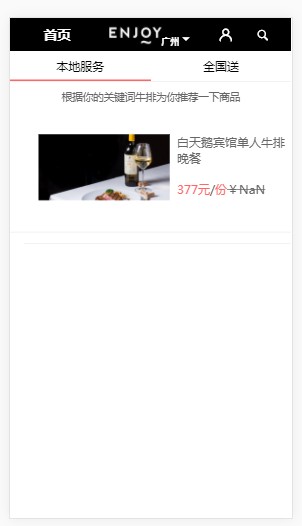 首页 ENJOY 广州
本地服务 全国送
根据你的关键词牛排为你推荐一下商品
白天鹅宾馆单人牛排
晚餐
377元/份￥NaN